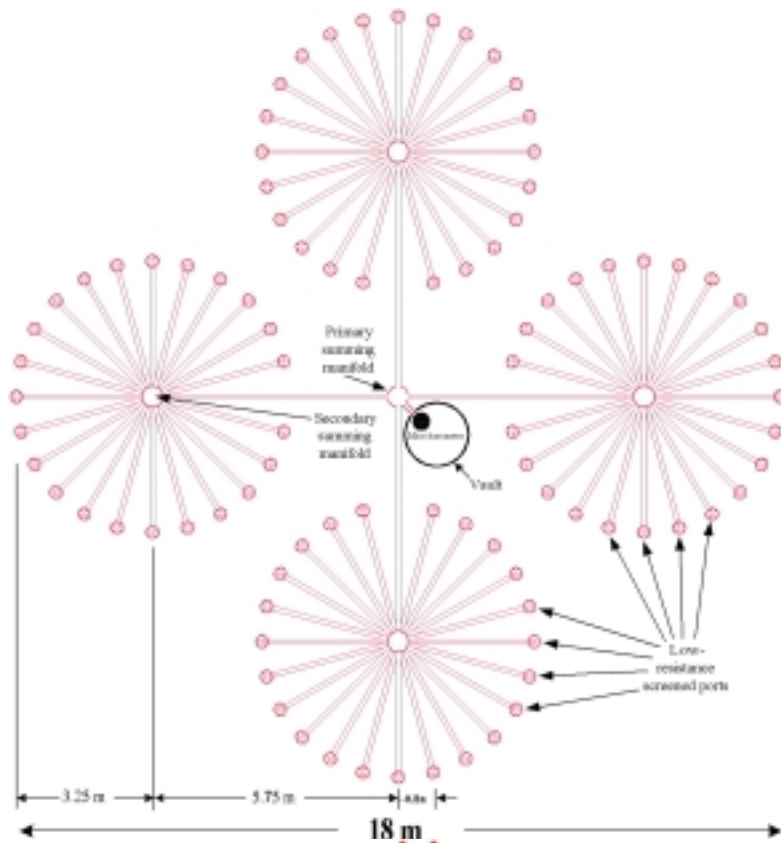 Primary
summing
manifold
Secondary
summing
manifold
Vault
Low-
resistance
screened ports
3.25 m
5.75 m
18 m